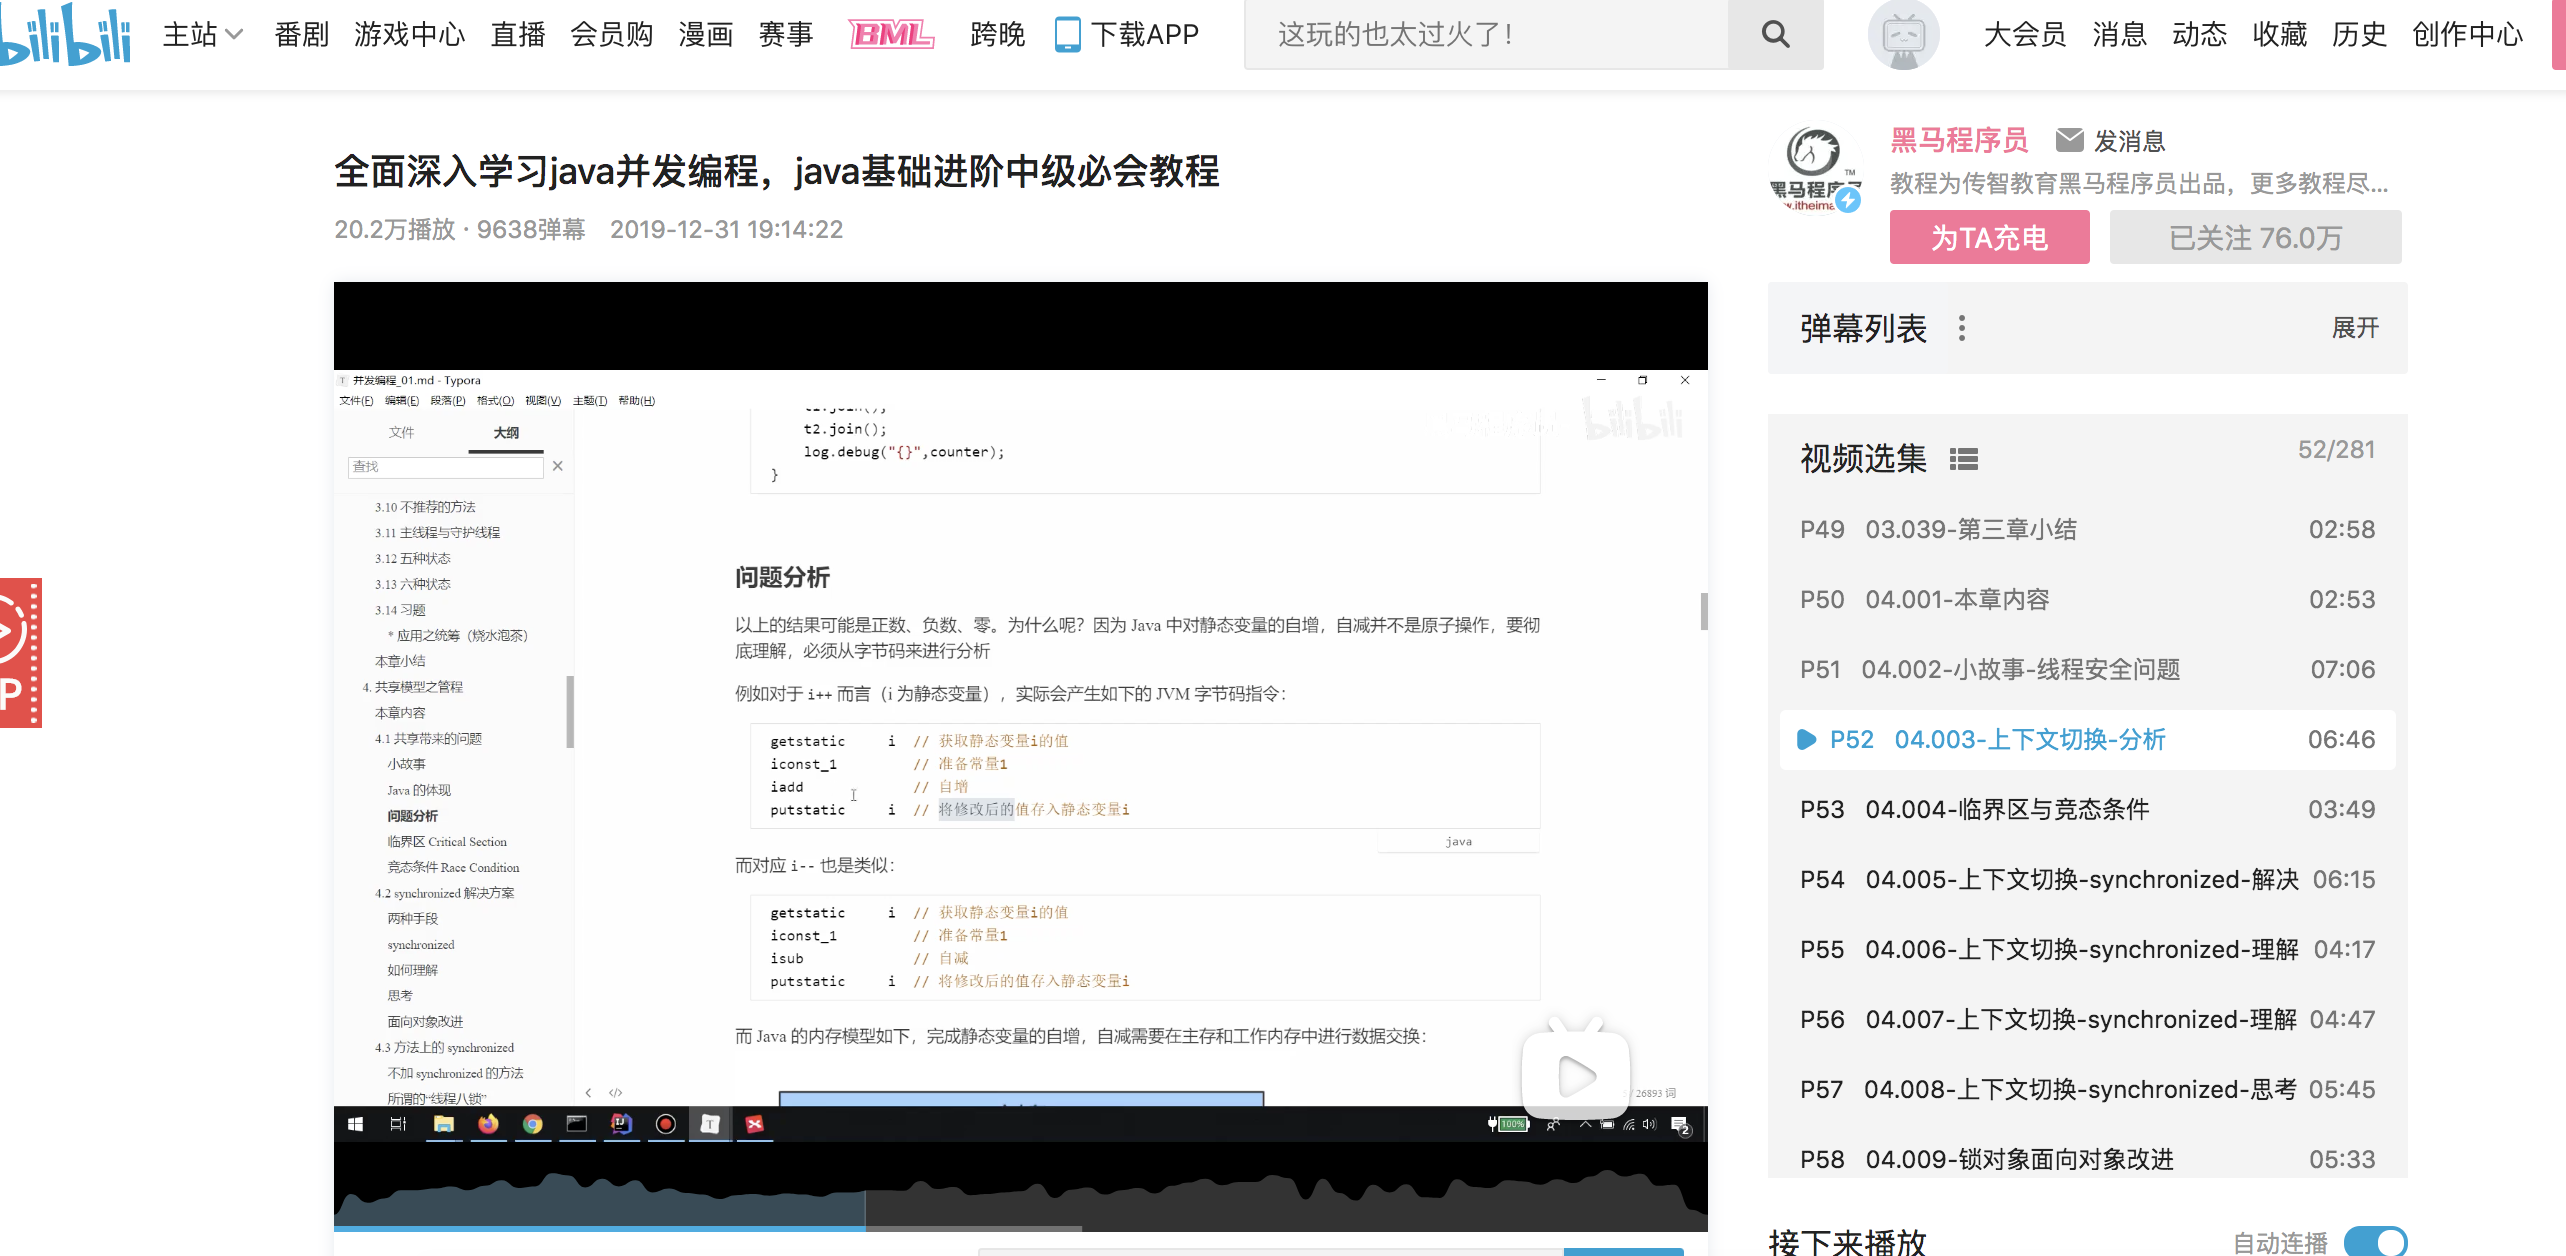 bilibili 主站 番剧 游戏中心 直播 会员购 漫画 赛事 BML 跨晚 下载APP 这玩的也太过火了！ 大会员 消息 动态 收藏 历史 创作中心
全面深入学习java并发编程，java基础进阶中级必会教程
20.2万播放 · 9638弹幕 2019-12-31 19:14:22
黑马程序员 发消息
教程为传智教育黑马程序员出品，更多教程尽...
为TA充电 已关注 76.0万
弹幕列表 展开
视频选集 52/281
P49 03.039-第三章小结 02:58
P50 04.001-本章内容 02:53
P51 04.002-小故事-线程安全问题 07:06
P52 04.003-上下文切换-分析 06:46
P53 04.004-临界区与竞态条件 03:49
P54 04.005-上下文切换-synchronized-解决 06:15
P55 04.006-上下文切换-synchronized-理解 04:17
P56 04.007-上下文切换-synchronized-理解 04:47
P57 04.008-上下文切换-synchronized-思考 05:45
P58 04.009-锁对象面向对象改进 05:33
接下来播放 自动连播
并发编程_01.md - Typora
文件(F) 编辑(E) 段落(P) 格式(O) 视图(V) 主题(T) 帮助(H)
文件 大纲
查找
3.10 不推荐的方法
3.11 主线程与守护线程
3.12 五种状态
3.13 六种状态
3.14 习题
* 应用之统筹（烧水泡茶）
本章小结
4. 共享模型之管程
本章内容
4.1 共享带来的问题
小故事
Java 的体现
问题分析
临界区 Critical Section
竞态条件 Race Condition
4.2 synchronized 解决方案
两种手段
synchronized
如何理解
思考
面向对象改进
4.3 方法上的 synchronized
不加 synchronized 的方法
所谓的“线程八锁”
t1.join();
t2.join();
log.debug("{}",counter);
}
bilibili
问题分析
以上的结果可能是正数、负数、零。为什么呢？因为 Java 中对静态变量的自增，自减并不是原子操作，要彻
底理解，必须从字节码来进行分析
例如对于 i++ 而言（i 为静态变量），实际会产生如下的 JVM 字节码指令：
getstatic i // 获取静态变量i的值
iconst_1 // 准备常量1
iadd // 自增
putstatic i // 将修改后的值存入静态变量i
java
而对应 i-- 也是类似：
getstatic i // 获取静态变量i的值
iconst_1 // 准备常量1
isub // 自减
putstatic i // 将修改后的值存入静态变量i
而 Java 的内存模型如下，完成静态变量的自增，自减需要在主存和工作内存中进行数据交换：
/ 26893 词
100%
2
P